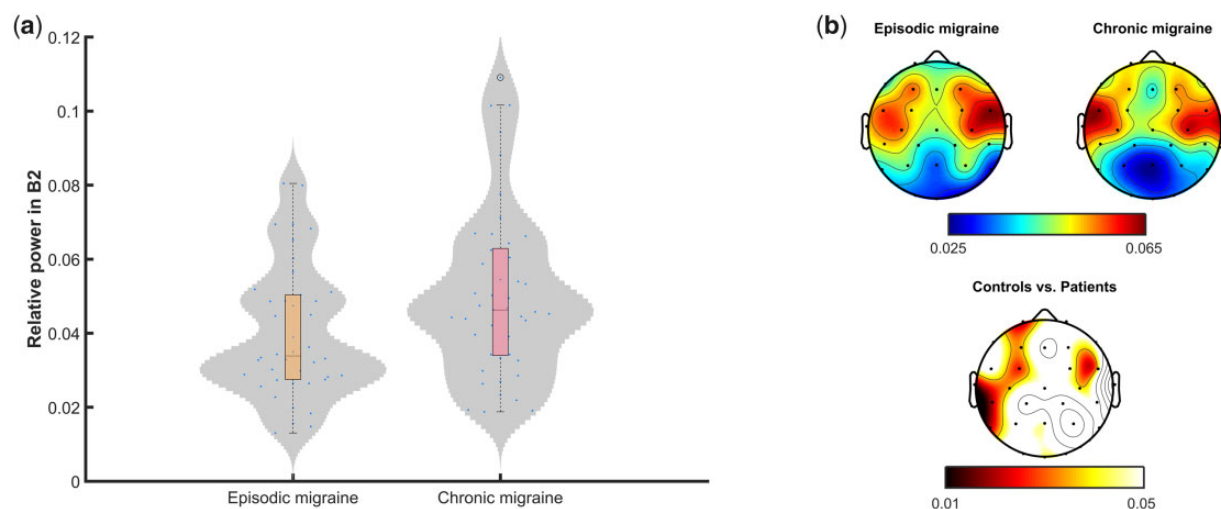 (a)
0.12
0.1
0.08
0.06
0.04
0.02
0
Relative power in B2
Episodic migraine
Chronic migraine
(b)
Episodic migraine
Chronic migraine
0.025
0.065
Controls vs. Patients
0.01
0.05